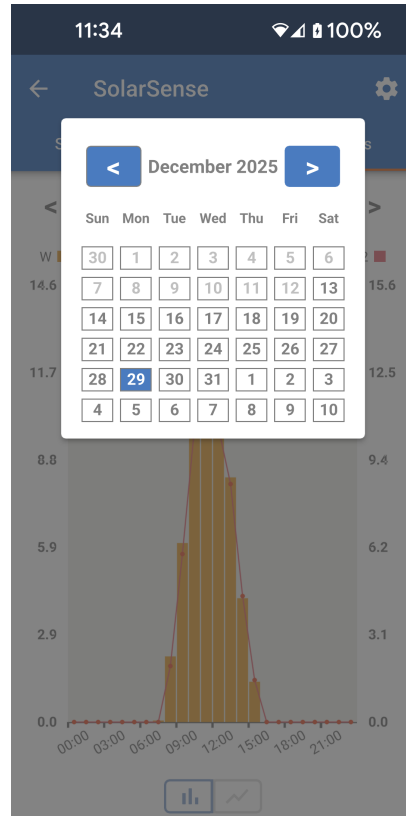 11:34 100%
← SolarSense
S s
< December 2025 >
< >
Sun Mon Tue Wed Thu Fri Sat
30 1 2 3 4 5 6
W 2
7 8 9 10 11 12 13
14.6 15.6
14 15 16 17 18 19 20
21 22 23 24 25 26 27
11.7 12.5
28 29 30 31 1 2 3
4 5 6 7 8 9 10
8.8 9.4
5.9 6.2
2.9 3.1
0.0 0.0
00:00 03:00 06:00 09:00 12:00 15:00 18:00 21:00